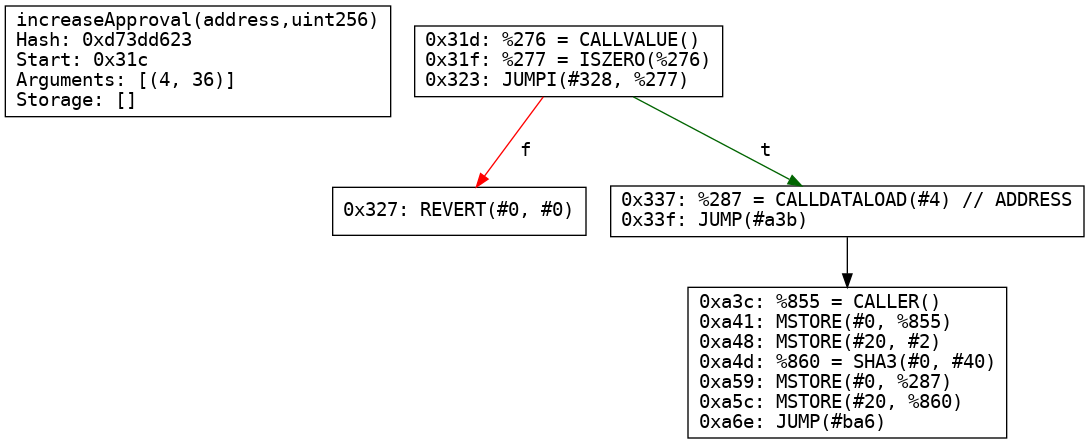 increaseApproval(address,uint256)
Hash: 0xd73dd623
Start: 0x31c
Arguments: [(4, 36)]
Storage: []
0x31d: %276 = CALLVALUE()
0x31f: %277 = ISZERO(%276)
0x323: JUMPI(#328, %277)
f
t
0x327: REVERT(#0, #0)
0x337: %287 = CALLDATALOAD(#4) // ADDRESS
0x33f: JUMP(#a3b)
0xa3c: %855 = CALLER()
0xa41: MSTORE(#0, %855)
0xa48: MSTORE(#20, #2)
0xa4d: %860 = SHA3(#0, #40)
0xa59: MSTORE(#0, %287)
0xa5c: MSTORE(#20, %860)
0xa6e: JUMP(#ba6)